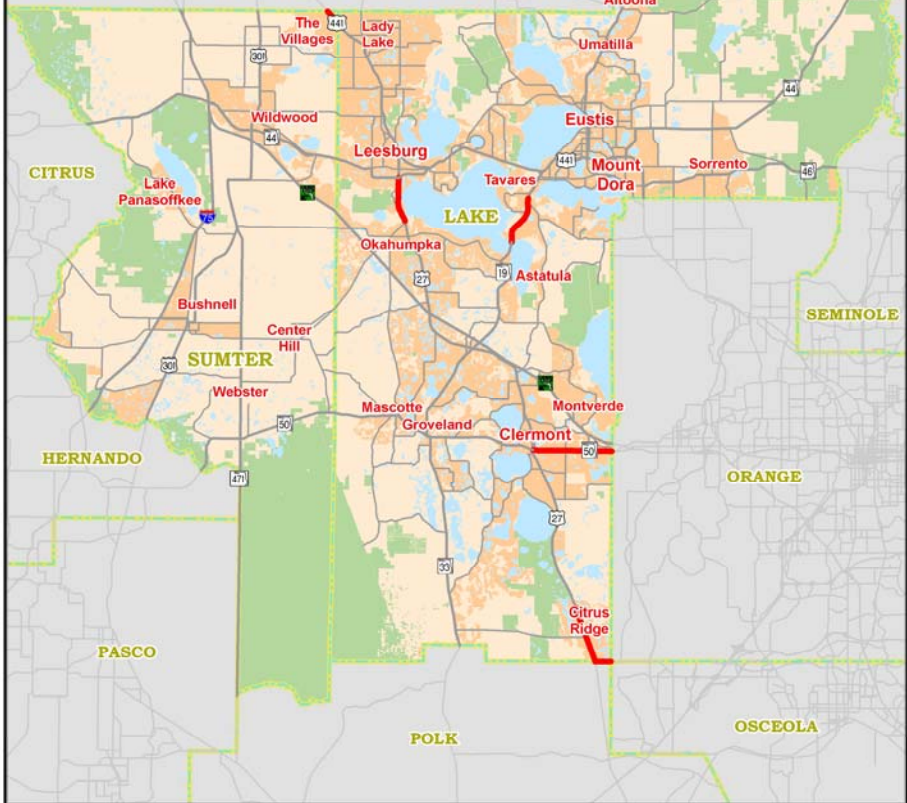 Altoona
The
Villages
441
Lady
Lake
Umatilla
301
44
Wildwood
Eustis
44
Leesburg
441
Mount
Dora
Sorrento
46
CITRUS
Lake
Panasoffkee
Tavares
75
LAKE
Okahumpka
27
19
Astatula
Bushnell
Center
Hill
SEMINOLE
SUMTER
301
Webster
Mascotte
Groveland
Montverde
50
Clermont
50
HERNANDO
471
ORANGE
27
33
Citrus
Ridge
PASCO
POLK
OSCEOLA